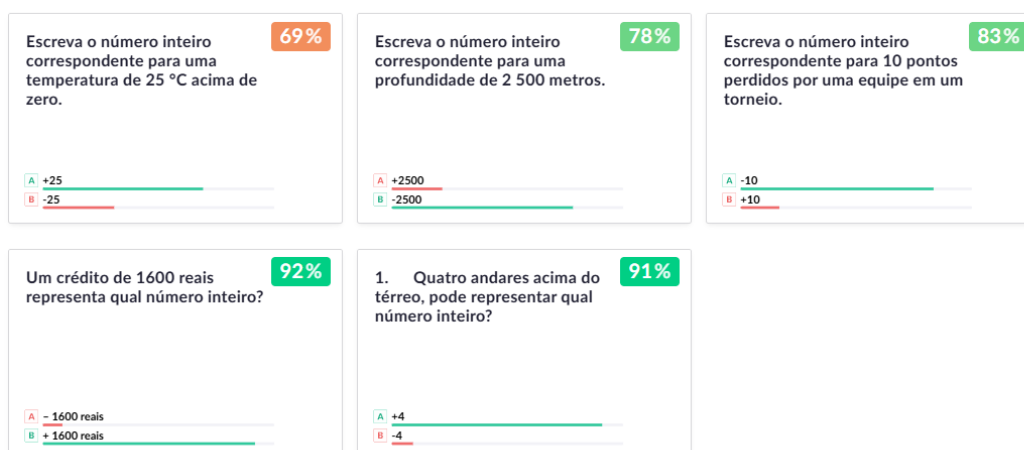 69%
Escreva o número inteiro
correspondente para uma
temperatura de 25 °C acima de
zero.
A +25
B -25
78%
Escreva o número inteiro
correspondente para uma
profundidade de 2 500 metros.
A +2500
B -2500
83%
Escreva o número inteiro
correspondente para 10 pontos
perdidos por uma equipe em um
torneio.
A -10
B +10
92%
Um crédito de 1600 reais
representa qual número inteiro?
A – 1600 reais
B + 1600 reais
91%
1. Quatro andares acima do
térreo, pode representar qual
número inteiro?
A +4
B -4